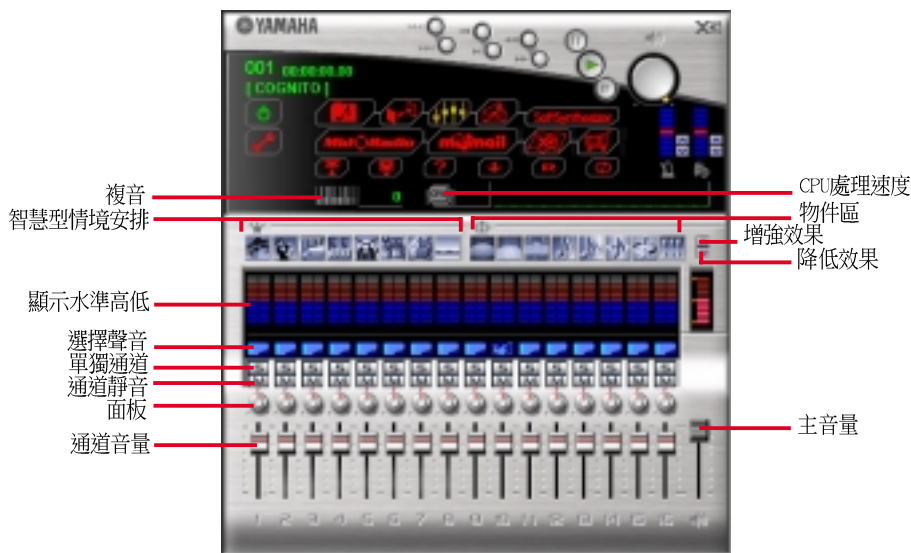 YAMAHA
001 00:00:00.00
[ COGNITO ]
SolSynthesizer
midimail
複音
CPU處理速度
智慧型情境安排
物件區
增強效果
降低效果
顯示水準高低
選擇聲音
單獨通道
通道靜音
面板
通道音量
主音量
1 2 3 4 5 6 7 8 9 10 11 12 13 14 15 16